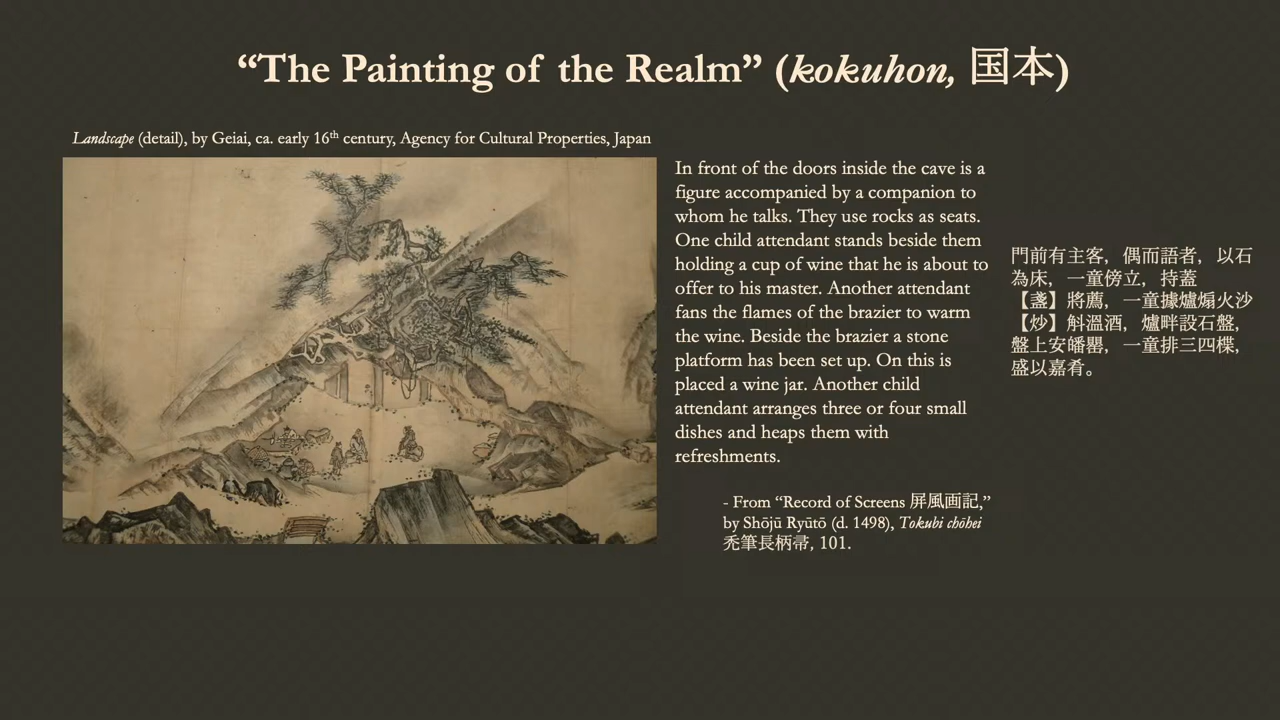 “The Painting of the Realm” (kokuhon, 国本)
Landscape (detail), by Geiai, ca. early 16th century, Agency for Cultural Properties, Japan
In front of the doors inside the cave is a
figure accompanied by a companion to
whom he talks. They use rocks as seats.
One child attendant stands beside them
holding a cup of wine that he is about to
offer to his master. Another attendant
fans the flames of the brazier to warm
the wine. Beside the brazier a stone
platform has been set up. On this is
placed a wine jar. Another child
attendant arranges three or four small
dishes and heaps them with
refreshments.
- From “Record of Screens 屏風画記,”
by Shōjū Ryūtō (d. 1498), Tokubi chōhei
禿筆長柄帚, 101.
門前有主客，偶而語者，以石
為床，一童傍立，持蓋
【盞】將薦，一童據爐煽火沙
【炒】斛溫酒，爐畔設石盤，
盤上安皤罌，一童排三四楪，
盛以嘉肴。